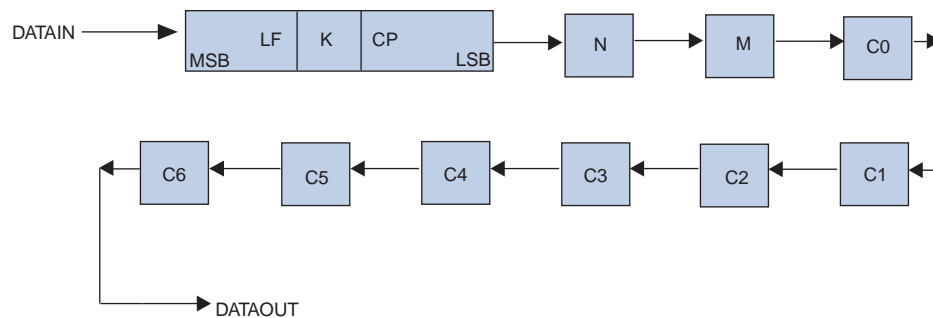 DATAIN
LF K CP
MSB LSB
N
M
C0
C6
C5
C4
C3
C2
C1
DATAOUT